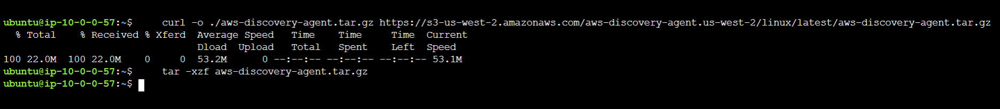 ubuntu@ip-10-0-0-57:~$     curl -o ./aws-discovery-agent.tar.gz https://s3-us-west-2.amazonaws.com/aws-discovery-agent.us-west-2/linux/latest/aws-discovery-agent.tar.gz
  % Total    % Received % Xferd  Average Speed   Time    Time     Time  Current
                                 Dload  Upload   Total   Spent    Left  Speed
100 22.0M  100 22.0M    0     0  53.2M      0 --:--:-- --:--:-- --:--:-- 53.1M
ubuntu@ip-10-0-0-57:~$     tar -xzf aws-discovery-agent.tar.gz
ubuntu@ip-10-0-0-57:~$